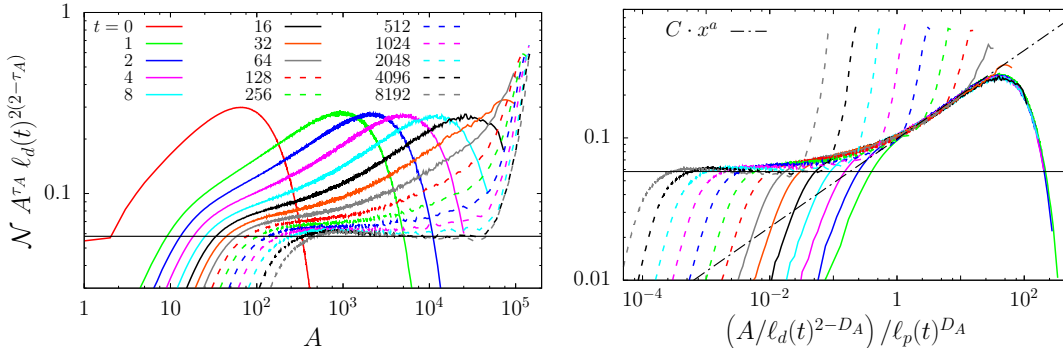 t = 0 16 512
1 32 1024
2 64 2048
4 128 4096
8 256 8192
1
0.1
𝒩 A^{τ_A} ℓ_d(t)^{2(2−τ_A)}
1 10 10^2 10^3 10^4 10^5
A
C · x^a
0.1
0.01
10^{−4} 10^{−2} 1 10^2
(A/ℓ_d(t)^{2−D_A}) /ℓ_p(t)^{D_A}